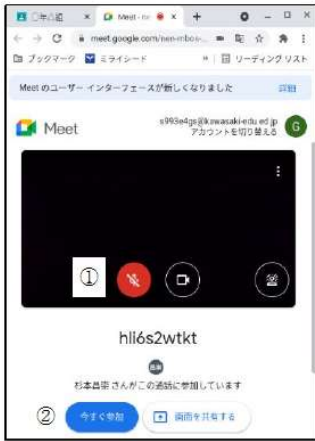 Meet -
meet.google.com/
ブックマーク ミライシード » リーディング リスト
Meet のユーザー インターフェースが新しくなりました 詳細
Meet
アカウントを切り替える
G
①
hli6s2wtkt
さんがこの通話に参加しています
② 今すぐ参加 画面を共有する